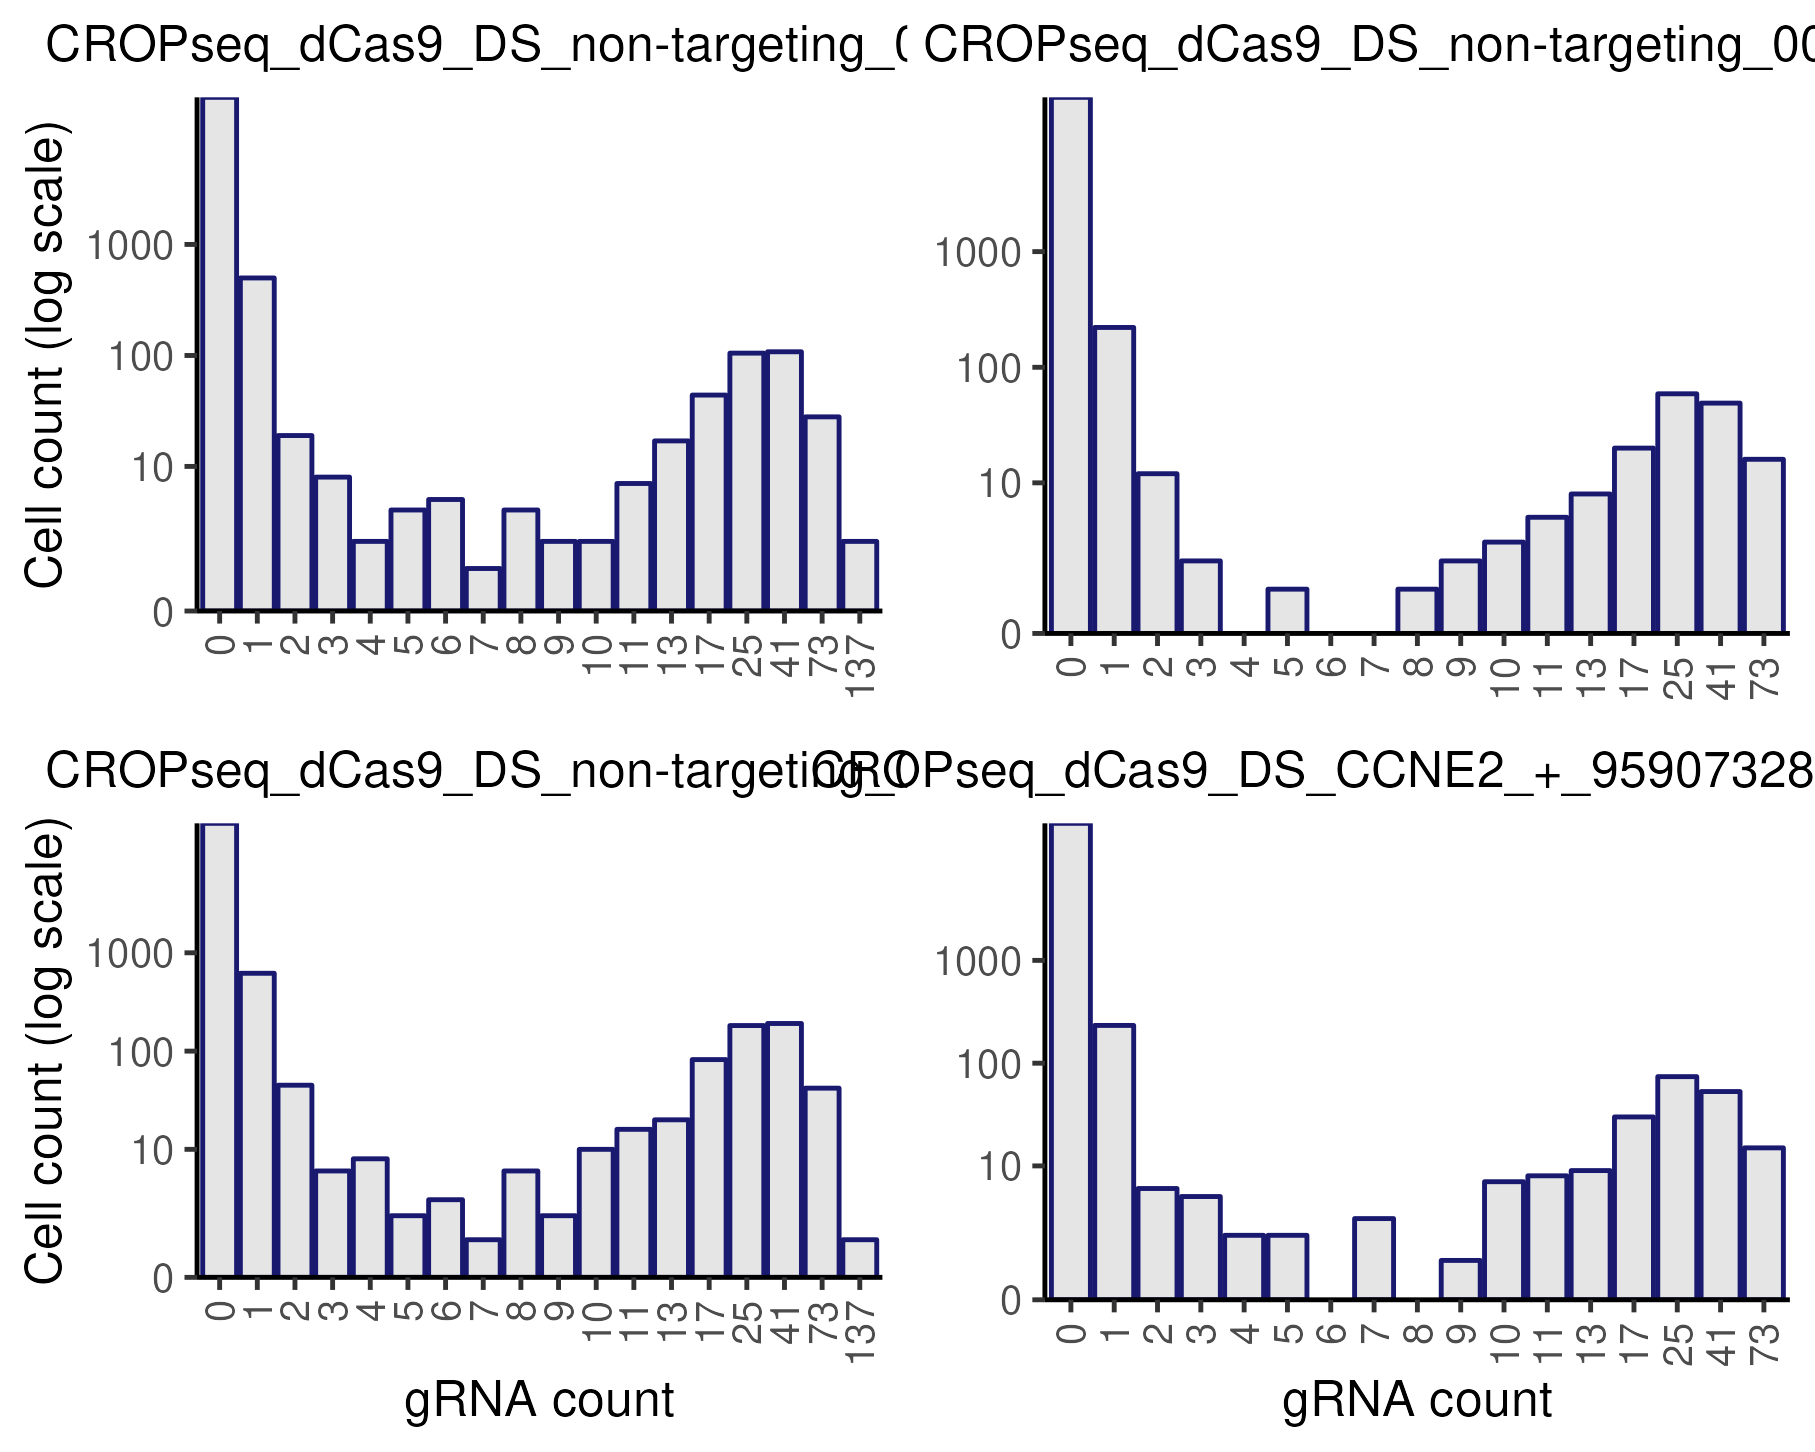 CROPseq_dCas9_DS_non-targeting_0
Cell count (log scale)
1000
100
10
0
0 1 2 3 4 5 6 7 8 9 10 11 13 17 25 41 73 137
CROPseq_dCas9_DS_non-targeting_00
1000
100
10
0
0 1 2 3 4 5 6 7 8 9 10 11 13 17 25 41 73
CROPseq_dCas9_DS_non-targeting_0
Cell count (log scale)
1000
100
10
0
0 1 2 3 4 5 6 7 8 9 10 11 13 17 25 41 73 137
gRNA count
CROPseq_dCas9_DS_CCNE2_+_95907328
1000
100
10
0
0 1 2 3 4 5 6 7 8 9 10 11 13 17 25 41 73
gRNA count